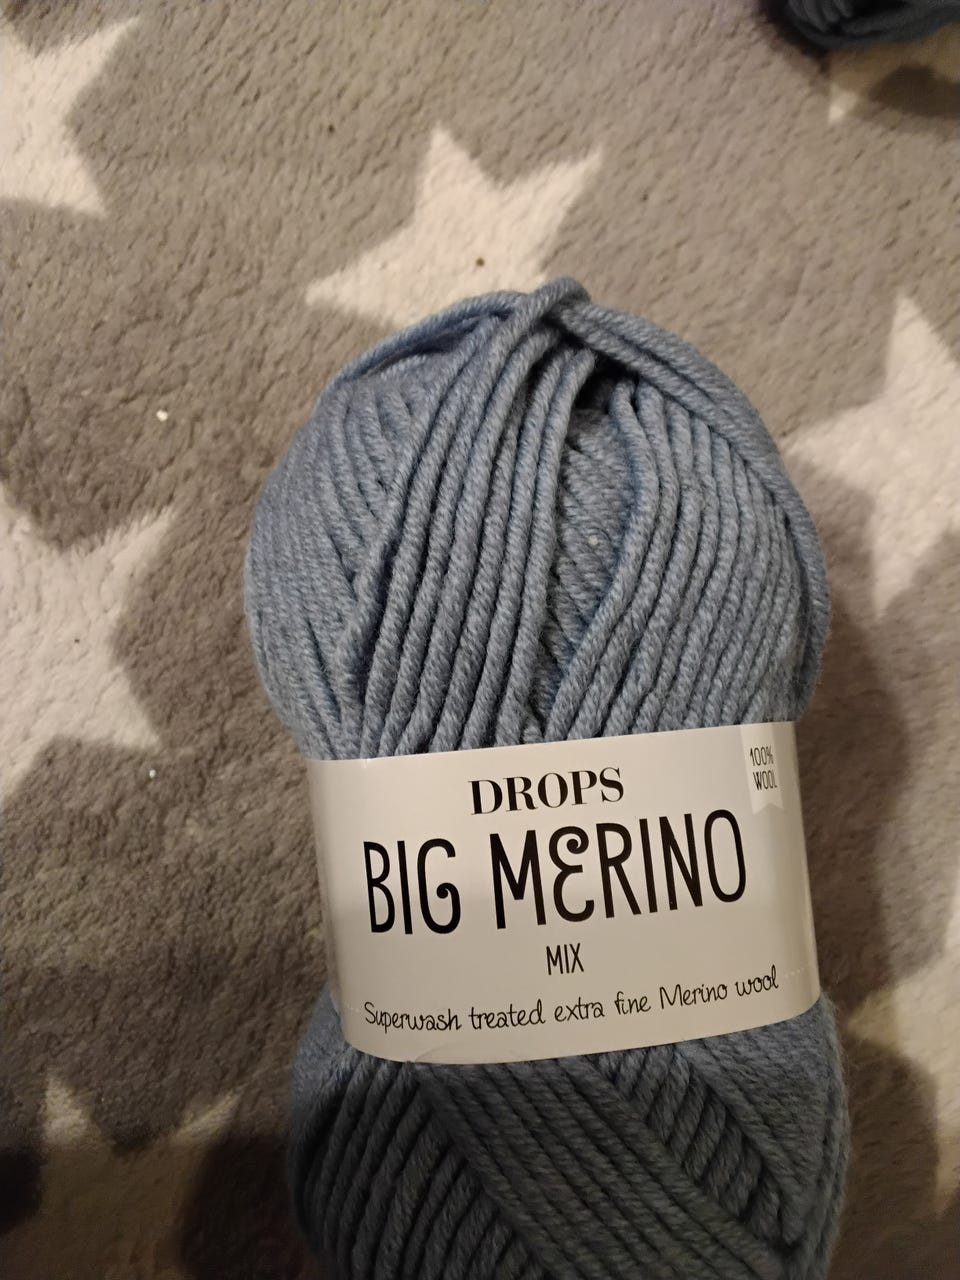 100%
WOOL
DROPS
BIG MERINO
MIX
Superwash treated extra fine Merino wool